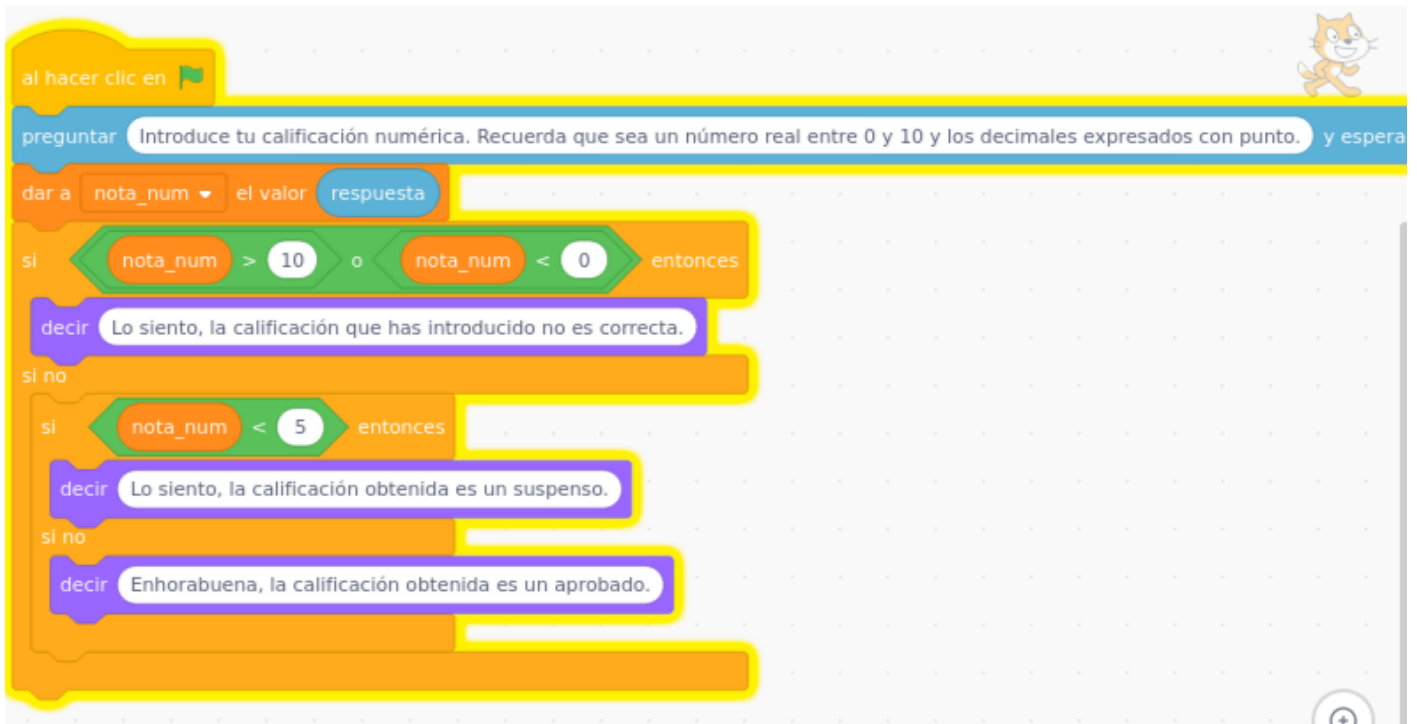 al hacer clic en
preguntar Introduce tu calificación numérica. Recuerda que sea un número real entre 0 y 10 y los decimales expresados con punto. y espera
dar a nota_num el valor respuesta
si nota_num > 10 o nota_num < 0 entonces
decir Lo siento, la calificación que has introducido no es correcta.
si no
si nota_num < 5 entonces
decir Lo siento, la calificación obtenida es un suspenso.
si no
decir Enhorabuena, la calificación obtenida es un aprobado.